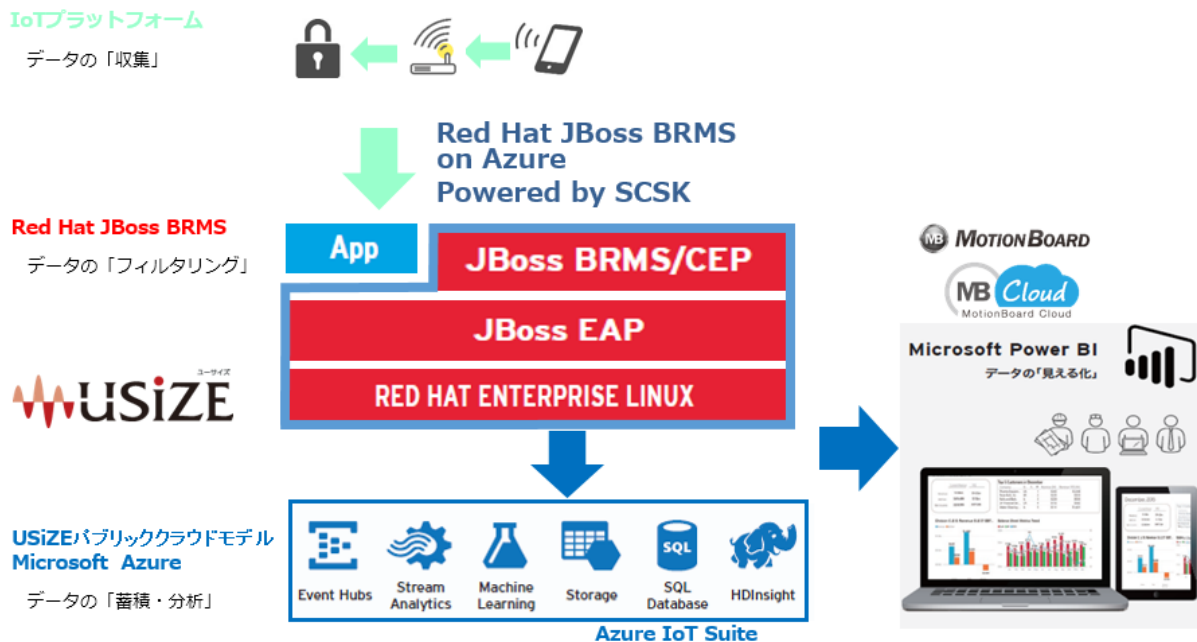 IoTプラットフォーム
データの「収集」
Red Hat JBoss BRMS
on Azure
Powered by SCSK
Red Hat JBoss BRMS
データの「フィルタリング」
App
JBoss BRMS/CEP
JBoss EAP
RED HAT ENTERPRISE LINUX
ユーサイズ
USiZE
MB MOTIONBOARD
MB Cloud
MotionBoard Cloud
Microsoft Power BI
データの「見える化」
USiZEパブリッククラウドモデル
Microsoft Azure
データの「蓄積・分析」
Event Hubs
Stream
Analytics
Machine
Learning
Storage
SQL
SQL
Database
HDInsight
Azure IoT Suite